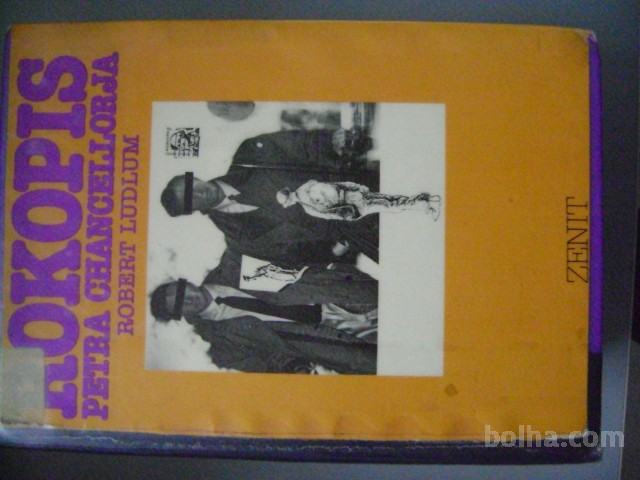 ROKOPIS
PETRA CHANCELLORJA
ROBERT LUDLUM
ZENIT
bolha.com